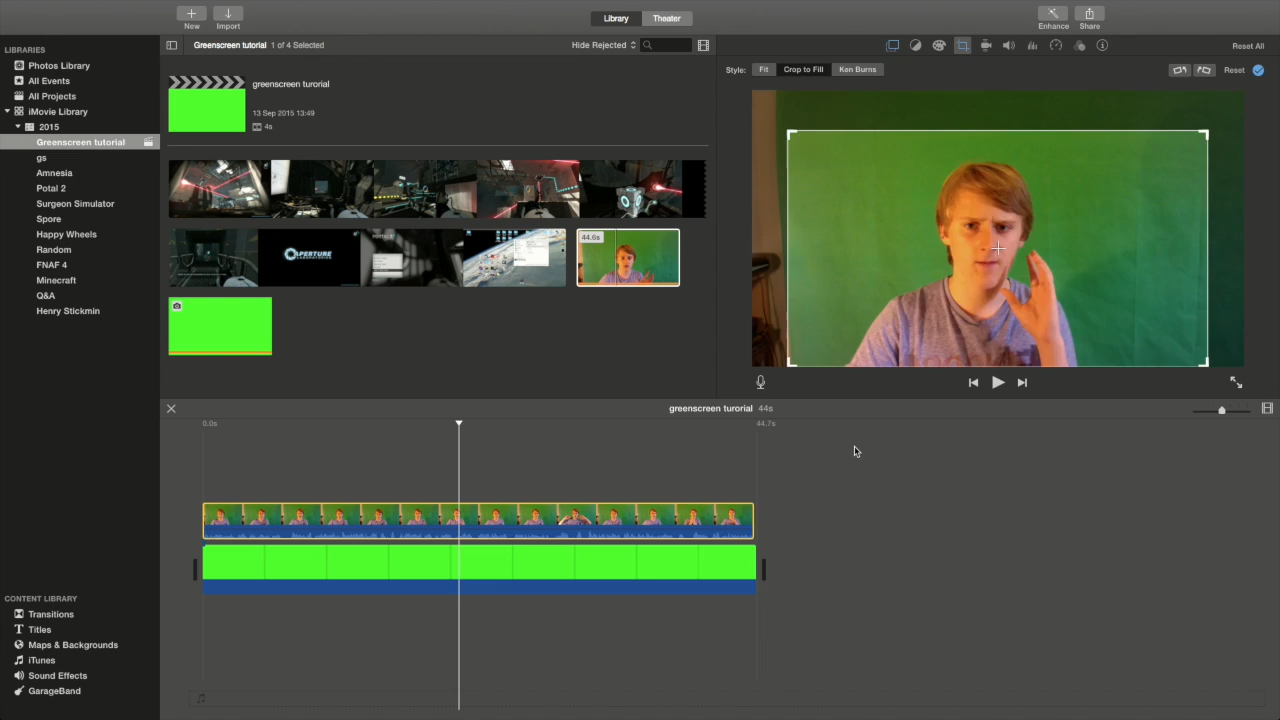 New
Import
Library
Theater
Enhance
Share
LIBRARIES
Photos Library
All Events
All Projects
iMovie Library
2015
Greenscreen tutorial
gs
Amnesia
Potal 2
Surgeon Simulator
Spore
Happy Wheels
Random
FNAF 4
Minecraft
Q&A
Henry Stickmin
CONTENT LIBRARY
Transitions
Titles
Maps & Backgrounds
iTunes
Sound Effects
GarageBand
Greenscreen tutorial 1 of 4 Selected
Hide Rejected
greenscreen turorial
13 Sep 2015 13:49
4s
APERTURE
44.6s
Reset All
Style:
Fit
Crop to Fill
Ken Burns
Reset
greenscreen turorial 44s
0.0s
44.7s